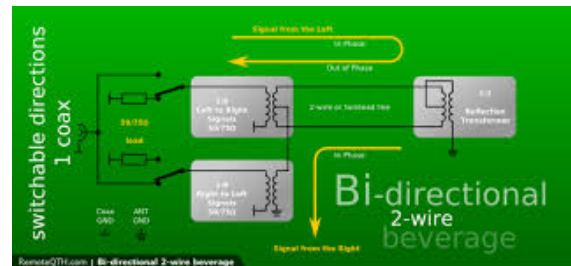 switchable directions
1 coax
Signal from the Left
In Phase
Out of Phase
50/75Ω
load
1:9
Left to Right
Signals
50/75Ω
2-wire or twinlead line
Reflection
Transformer
In Phase
1:9
Right to Left
Signals
50/75Ω
Coax
GND
ANT
GND
Signal from the Right
Bi-directional
2-wire
beverage
RemoteQTH.com | Bi-directional 2-wire beverage